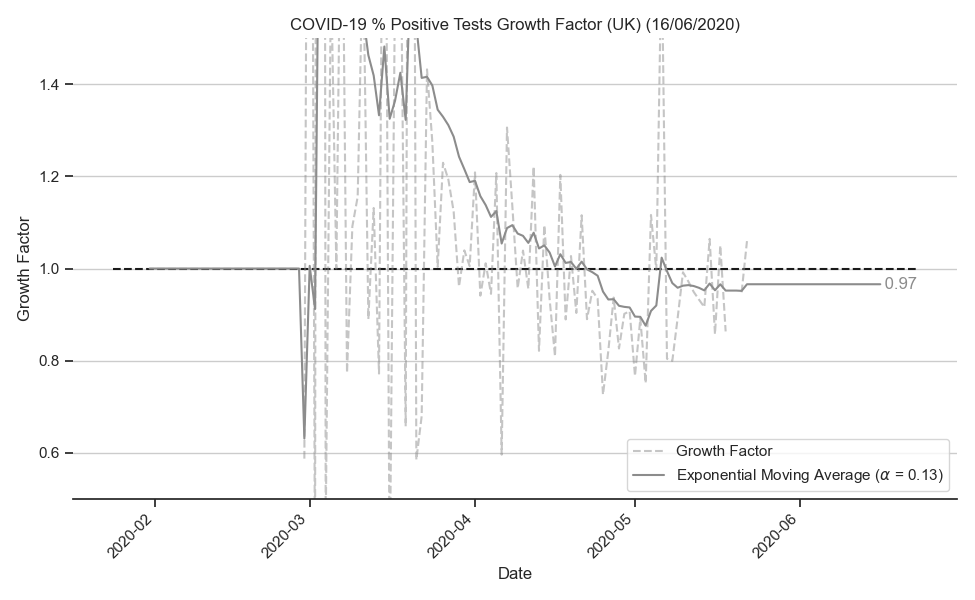 COVID-19 % Positive Tests Growth Factor (UK) (16/06/2020)
Growth Factor
1.4
1.2
1.0
0.8
0.6
0.97
Growth Factor
Exponential Moving Average (α = 0.13)
2020-02
2020-03
2020-04
2020-05
2020-06
Date